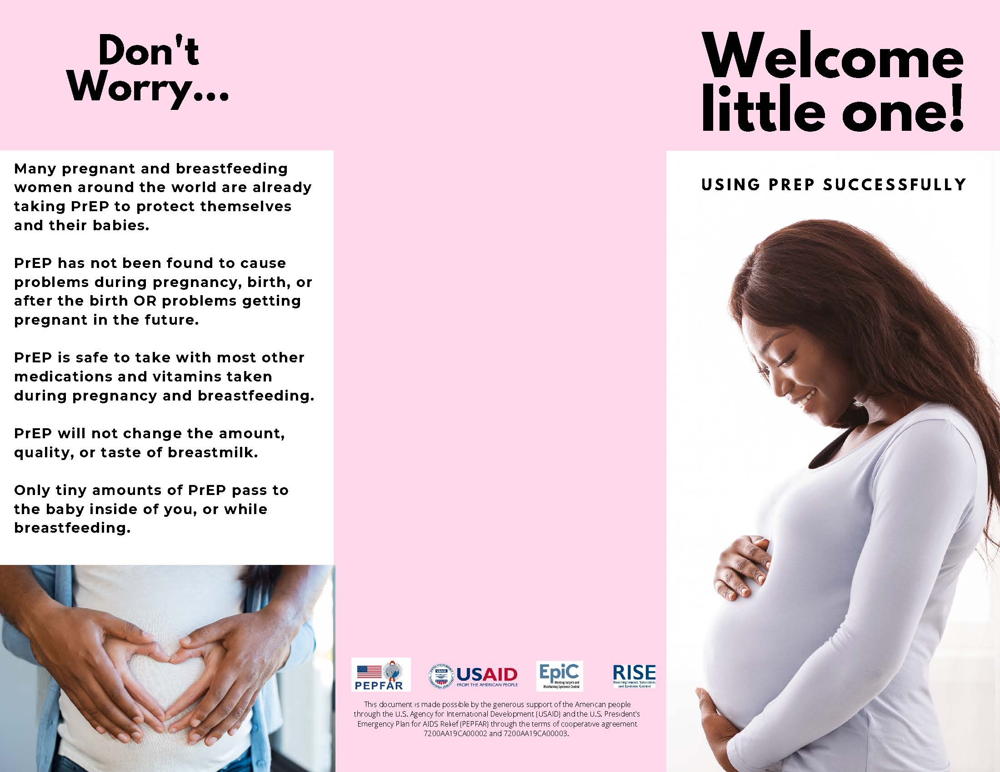 Don't
Worry...
Many pregnant and breastfeeding
women around the world are already
taking PrEP to protect themselves
and their babies.
PrEP has not been found to cause
problems during pregnancy, birth, or
after the birth OR problems getting
pregnant in the future.
PrEP is safe to take with most other
medications and vitamins taken
during pregnancy and breastfeeding.
PrEP will not change the amount,
quality, or taste of breastmilk.
Only tiny amounts of PrEP pass to
the baby inside of you, or while
breastfeeding.
PEPFAR
USAID
USAID
FROM THE AMERICAN PEOPLE
EpiC
Meeting Targets and
Maintaining Epidemic Control
RISE
Reaching Impact, Saturation,
and Epidemic Control
This document is made possible by the generous support of the American people
through the U.S. Agency for International Development (USAID) and the U.S. President's
Emergency Plan for AIDS Relief (PEPFAR) through the terms of cooperative agreement
7200AA19CA00002 and 7200AA19CA00003.
Welcome
little one!
USING PREP SUCCESSFULLY